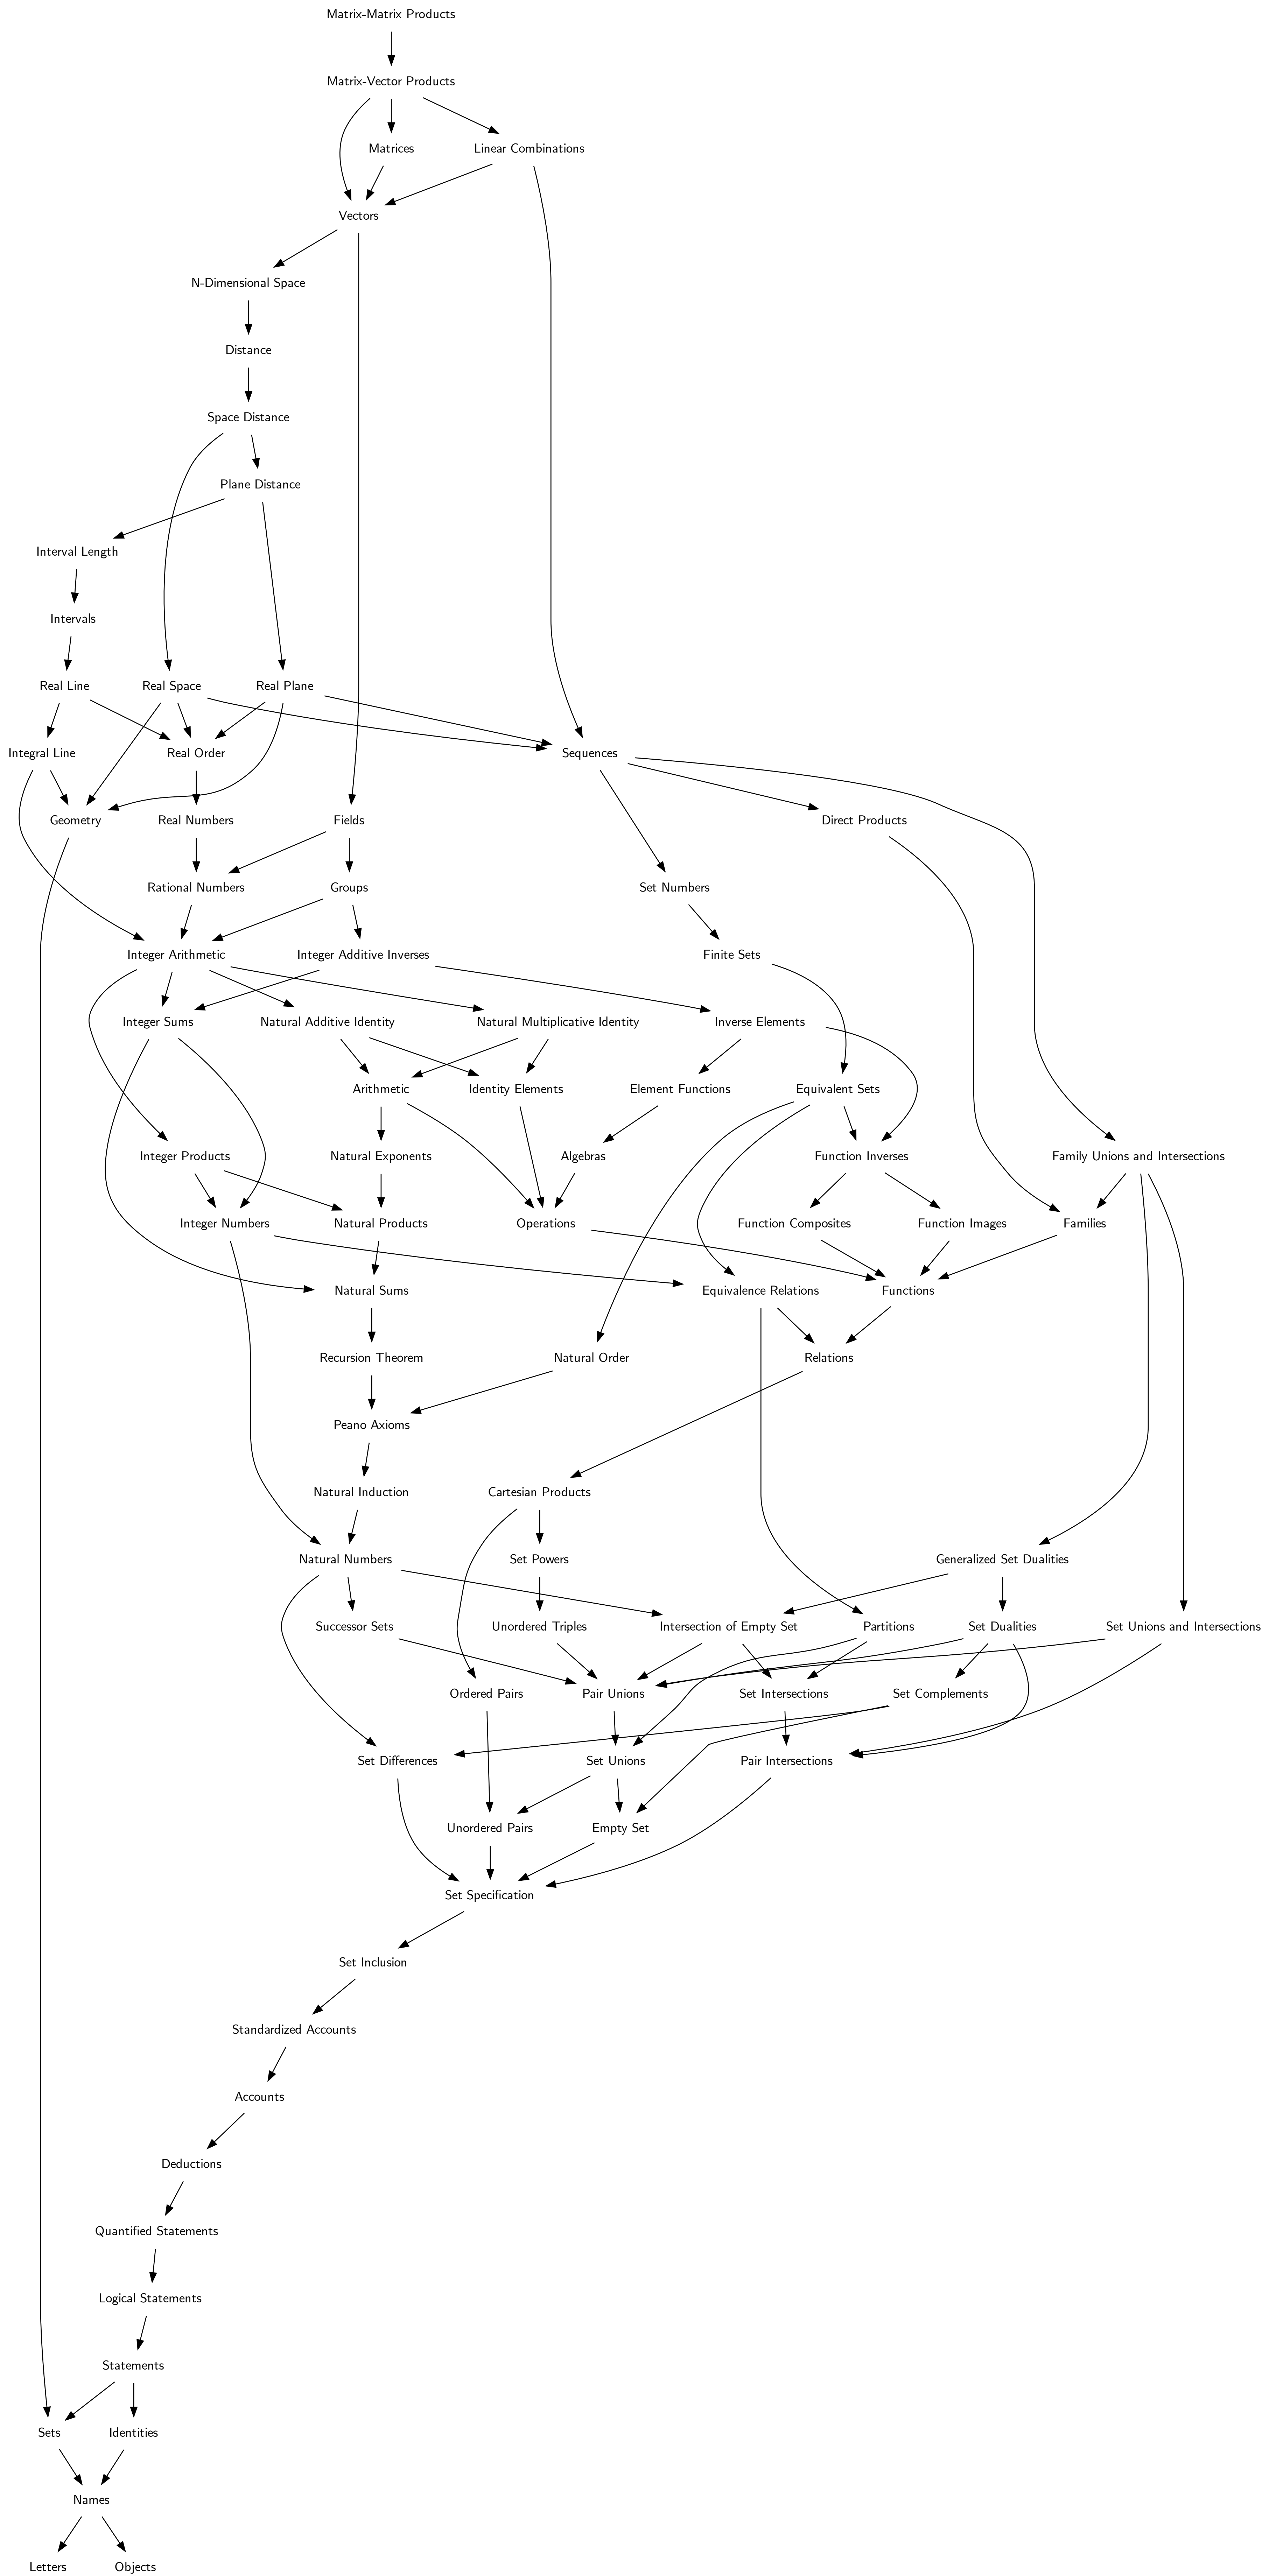 Matrix-Matrix Products
Matrix-Vector Products
Matrices
Linear Combinations
Vectors
N-Dimensional Space
Distance
Space Distance
Plane Distance
Interval Length
Intervals
Real Line
Real Space
Real Plane
Integral Line
Real Order
Sequences
Geometry
Real Numbers
Fields
Direct Products
Rational Numbers
Groups
Set Numbers
Integer Arithmetic
Integer Additive Inverses
Finite Sets
Integer Sums
Natural Additive Identity
Natural Multiplicative Identity
Inverse Elements
Arithmetic
Identity Elements
Element Functions
Equivalent Sets
Integer Products
Natural Exponents
Algebras
Function Inverses
Family Unions and Intersections
Integer Numbers
Natural Products
Operations
Function Composites
Function Images
Families
Natural Sums
Equivalence Relations
Functions
Recursion Theorem
Natural Order
Relations
Peano Axioms
Natural Induction
Cartesian Products
Natural Numbers
Set Powers
Generalized Set Dualities
Successor Sets
Unordered Triples
Intersection of Empty Set
Partitions
Set Dualities
Set Unions and Intersections
Ordered Pairs
Pair Unions
Set Intersections
Set Complements
Set Differences
Set Unions
Pair Intersections
Unordered Pairs
Empty Set
Set Specification
Set Inclusion
Standardized Accounts
Accounts
Deductions
Quantified Statements
Logical Statements
Statements
Sets
Identities
Names
Letters
Objects